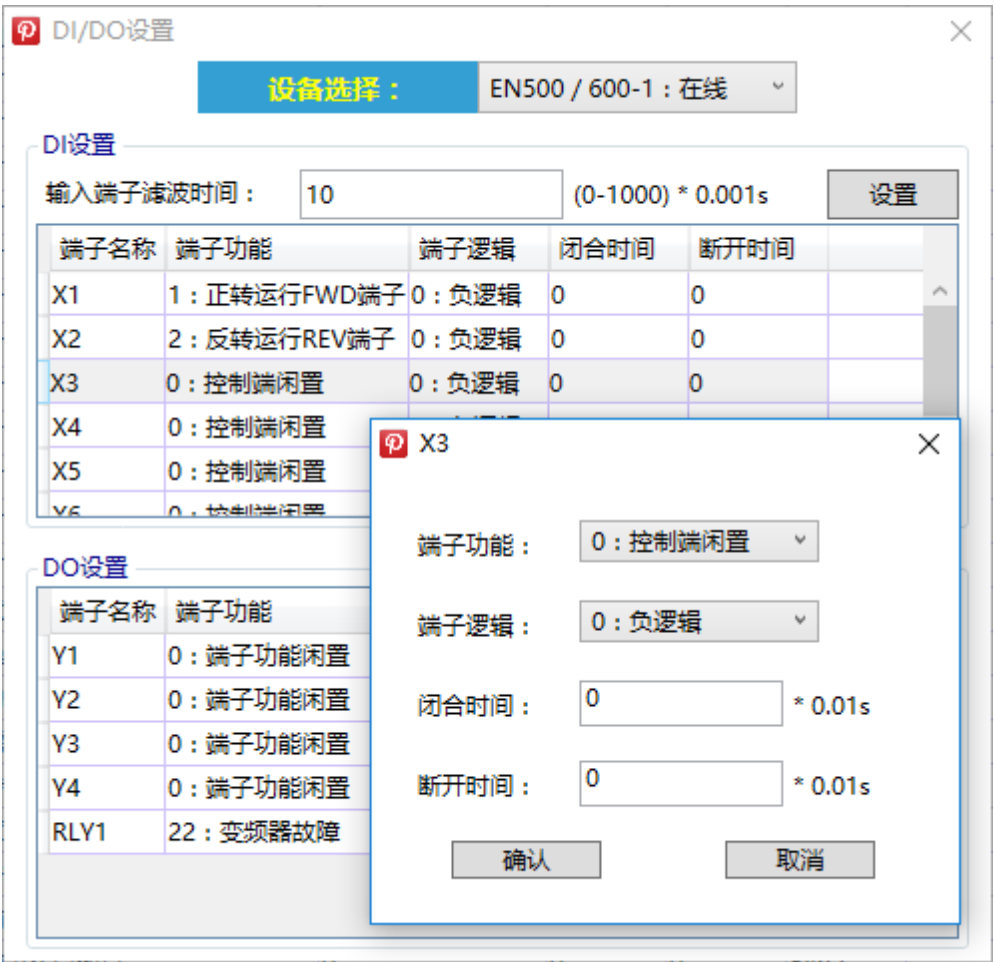 DI/DO设置
设备选择： EN500 / 600-1：在线
DI设置
输入端子滤波时间： 10 (0-1000) * 0.001s 设置
端子名称 端子功能 端子逻辑 闭合时间 断开时间
X1 1：正转运行FWD端子 0：负逻辑 0 0
X2 2：反转运行REV端子 0：负逻辑 0 0
X3 0：控制端闲置 0：负逻辑 0 0
X4 0：控制端闲置
X5 0：控制端闲置
X6 0：控制端闲置
DO设置
端子名称 端子功能
Y1 0：端子功能闲置
Y2 0：端子功能闲置
Y3 0：端子功能闲置
Y4 0：端子功能闲置
RLY1 22：变频器故障
X3
端子功能： 0：控制端闲置
端子逻辑： 0：负逻辑
闭合时间： 0 * 0.01s
断开时间： 0 * 0.01s
确认 取消